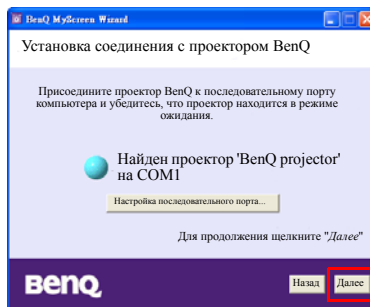 BenQ MyScreen Wizard
Установка соединения с проектором BenQ
Присоедините проектор BenQ к последовательному порту
компьютера и убедитесь, что проектор находится в режиме
ожидания.
Найден проектор 'BenQ projector'
на COM1
Настройка последовательного порта...
Для продолжения щелкните "Далее"
BenQ
Назад Далее